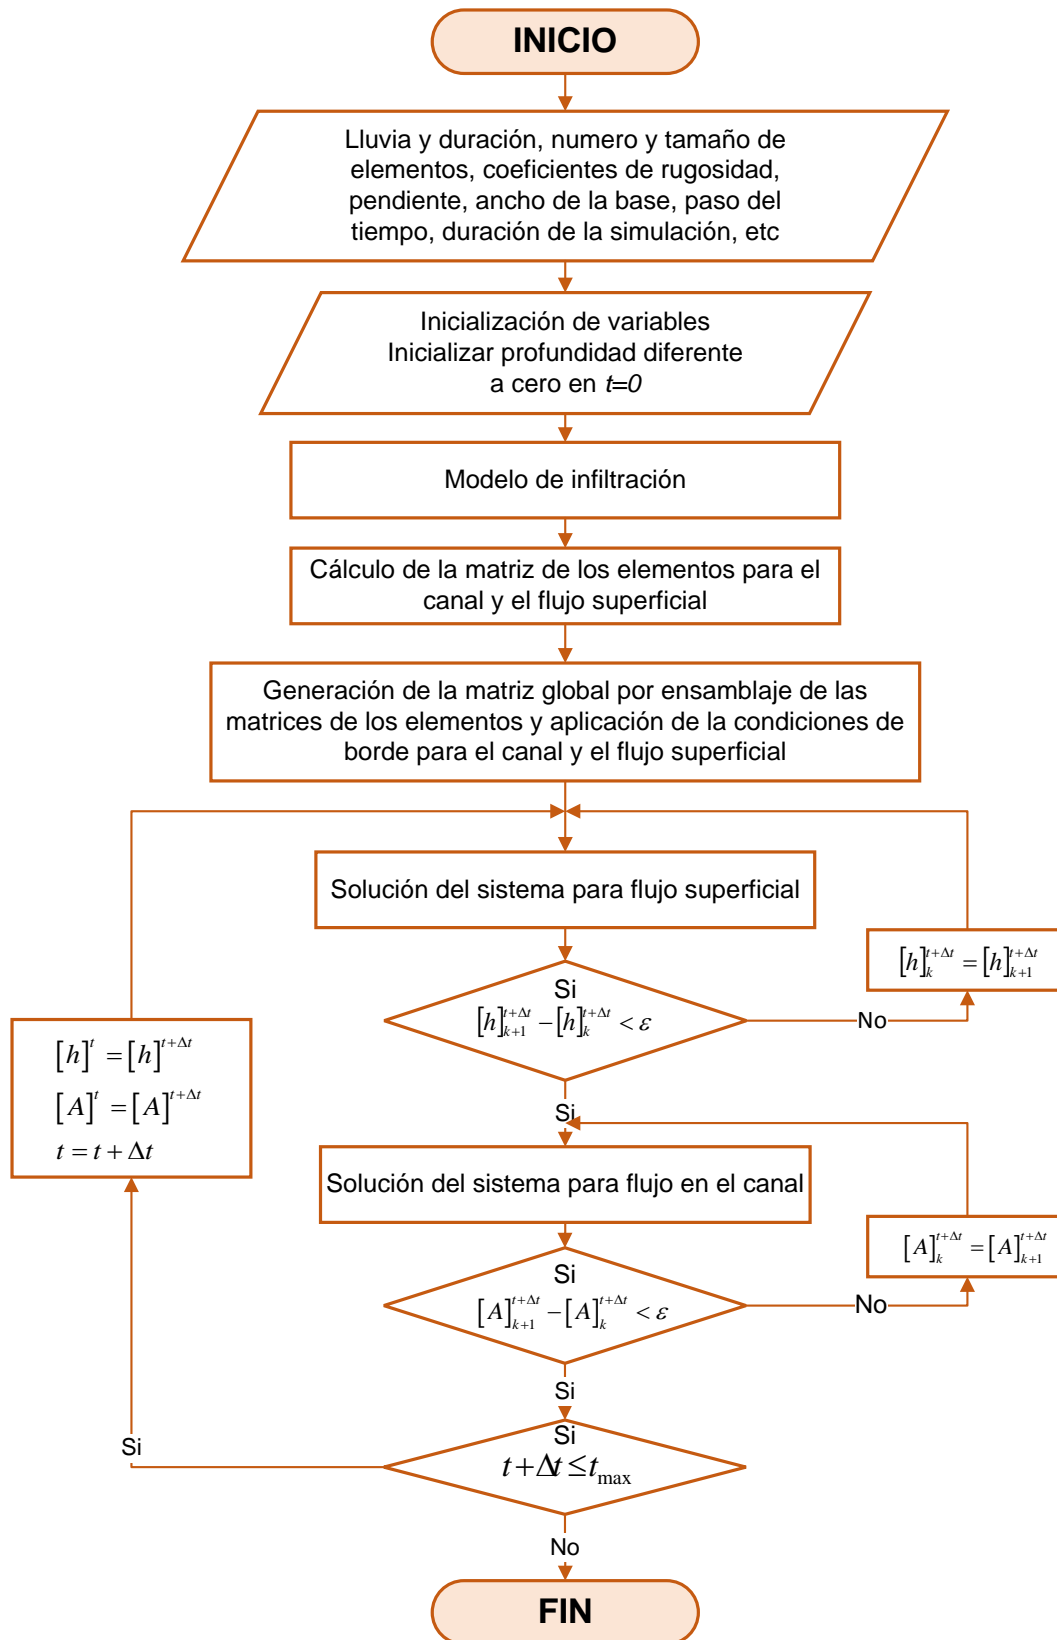 INICIO
Lluvia y duración, numero y tamaño de
elementos, coeficientes de rugosidad,
pendiente, ancho de la base, paso del
tiempo, duración de la simulación, etc
Inicialización de variables
Inicializar profundidad diferente
a cero en t=0
Modelo de infiltración
Cálculo de la matriz de los elementos para el
canal y el flujo superficial
Generación de la matriz global por ensamblaje de las
matrices de los elementos y aplicación de la condiciones de
borde para el canal y el flujo superficial
Solución del sistema para flujo superficial
Si
[h]_{k+1}^{t+Δt} − [h]_k^{t+Δt} < ε
No
[h]_k^{t+Δt} = [h]_{k+1}^{t+Δt}
Si
Solución del sistema para flujo en el canal
Si
[A]_{k+1}^{t+Δt} − [A]_k^{t+Δt} < ε
No
[A]_k^{t+Δt} = [A]_{k+1}^{t+Δt}
Si
Si
t + Δt ≤ t_{max}
Si
[h]^t = [h]^{t+Δt}
[A]^t = [A]^{t+Δt}
t = t + Δt
No
FIN